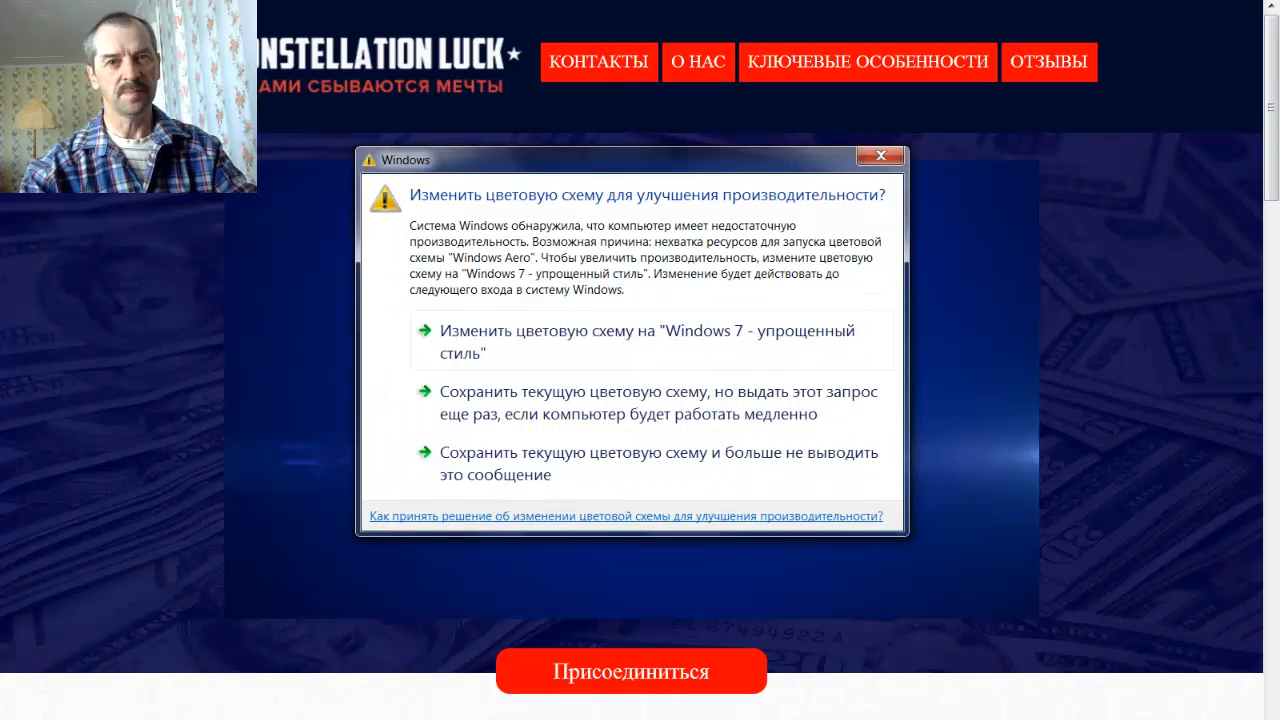 NSTELLATION LUCK
АМИ СБЫВАЮТСЯ МЕЧТЫ
КОНТАКТЫ
О НАС
КЛЮЧЕВЫЕ ОСОБЕННОСТИ
ОТЗЫВЫ
Windows
Изменить цветовую схему для улучшения производительности?
Система Windows обнаружила, что компьютер имеет недостаточную
производительность. Возможная причина: нехватка ресурсов для запуска цветовой
схемы "Windows Aero". Чтобы увеличить производительность, измените цветовую
схему на "Windows 7 - упрощенный стиль". Изменение будет действовать до
следующего входа в систему Windows.
Изменить цветовую схему на "Windows 7 - упрощенный
стиль"
Сохранить текущую цветовую схему, но выдать этот запрос
еще раз, если компьютер будет работать медленно
Сохранить текущую цветовую схему и больше не выводить
это сообщение
Как принять решение об изменении цветовой схемы для улучшения производительности?
Присоединиться